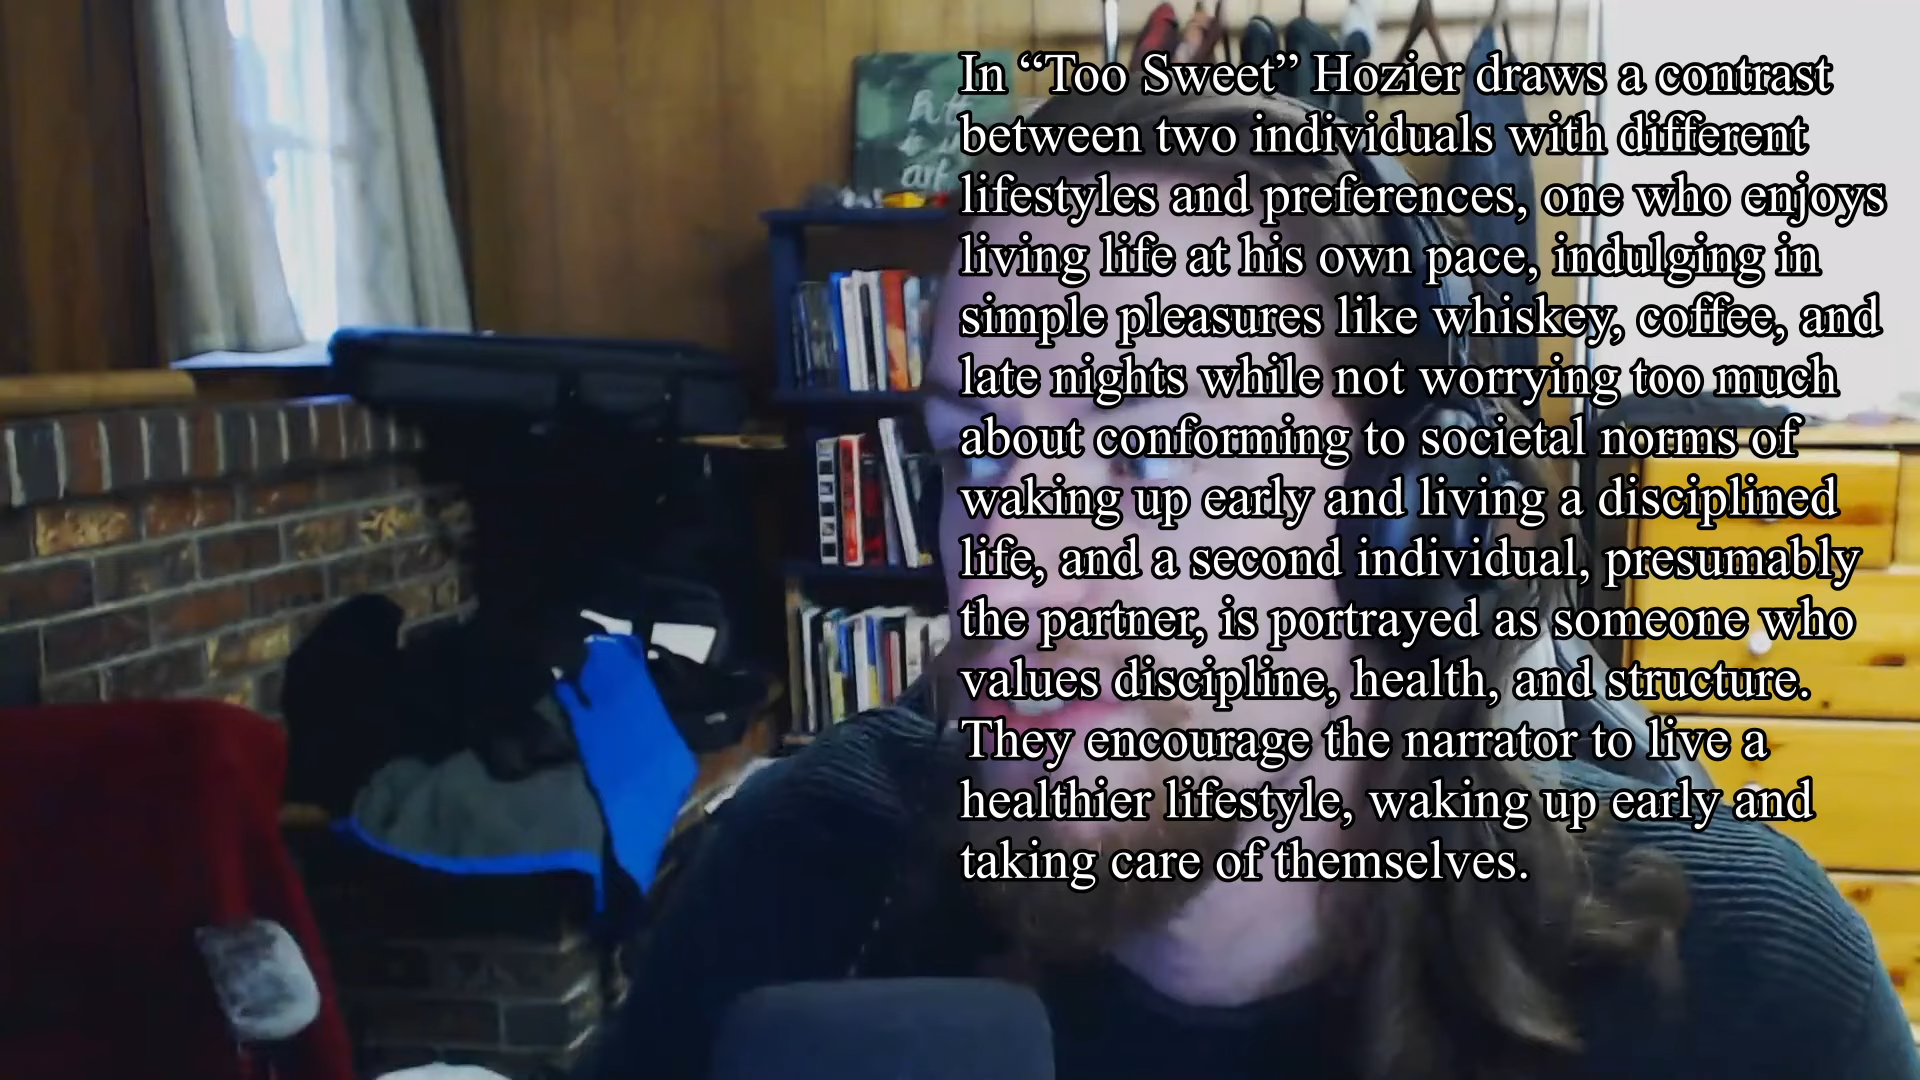 In “Too Sweet” Hozier draws a contrast
between two individuals with different
lifestyles and preferences, one who enjoys
living life at his own pace, indulging in
simple pleasures like whiskey, coffee, and
late nights while not worrying too much
about conforming to societal norms of
waking up early and living a disciplined
life, and a second individual, presumably
the partner, is portrayed as someone who
values discipline, health, and structure.
They encourage the narrator to live a
healthier lifestyle, waking up early and
taking care of themselves.